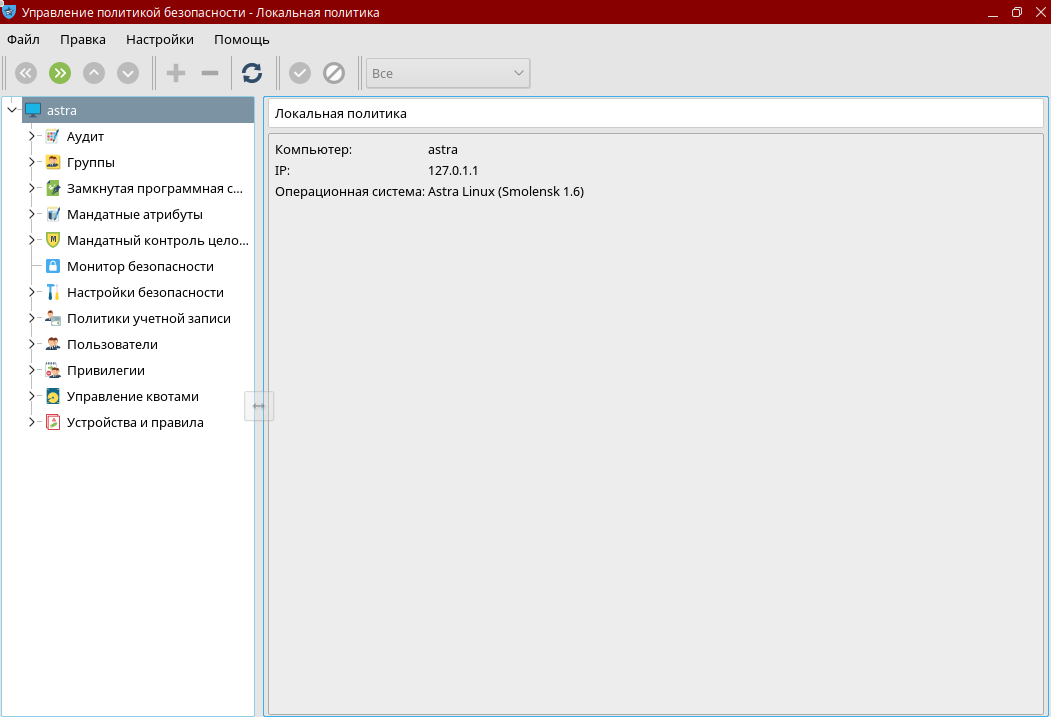 Управление политикой безопасности - Локальная политика
Файл Правка Настройки Помощь
Все
astra
Аудит
Группы
Замкнутая программная с...
Мандатные атрибуты
Мандатный контроль цело...
Монитор безопасности
Настройки безопасности
Политики учетной записи
Пользователи
Привилегии
Управление квотами
Устройства и правила
Локальная политика
Компьютер: astra
IP: 127.0.1.1
Операционная система: Astra Linux (Smolensk 1.6)